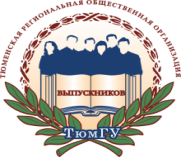 ТЮМЕНСКАЯ РЕГИОНАЛЬНАЯ ОБЩЕСТВЕННАЯ ОРГАНИЗАЦИЯ
ВЫПУСКНИКОВ
ТюмГУ